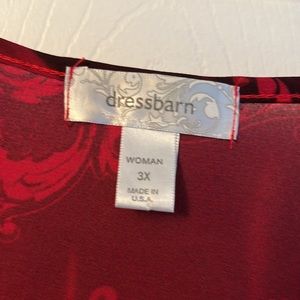 dressbarn
WOMAN
3X
MADE IN
U.S.A.